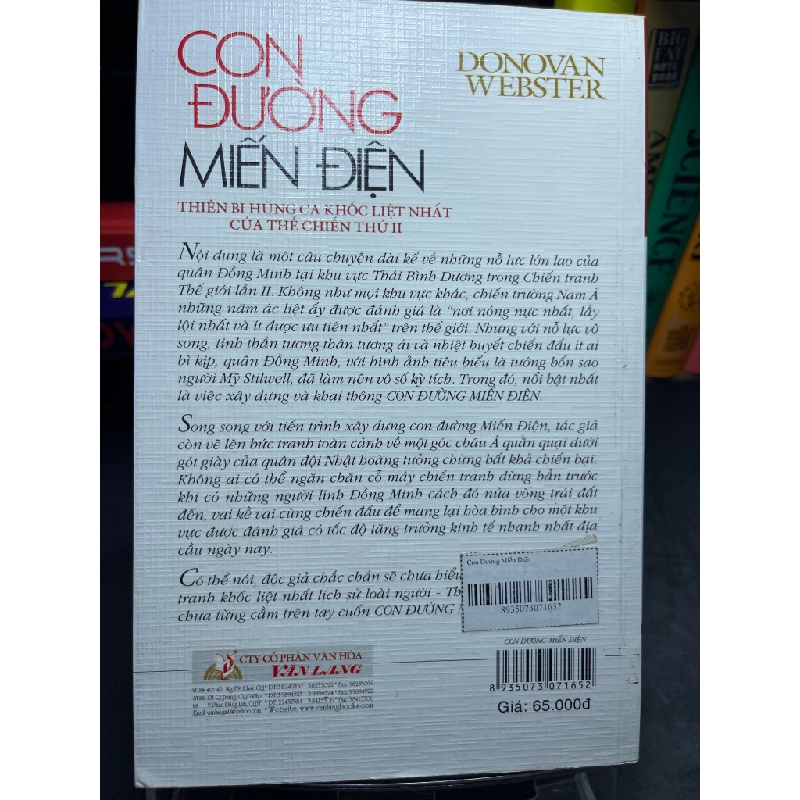 CON
ĐƯỜNG
MIẾN ĐIỆN
DONOVAN
WEBSTER
THIÊN BI HÙNG CA KHỐC LIỆT NHẤT
CỦA THẾ CHIẾN THỨ II
Nội dung là một câu chuyện dài kể về những nỗ lực lớn lao của
quân Đồng Minh tại khu vực Thái Bình Dương trong Chiến tranh
Thế giới lần II. Không như mọi khu vực khác, chiến trường Nam Á
những năm ác liệt ấy được đánh giá là "nơi nóng nực nhất, lầy
lội nhất và ít được ưu tiên nhất" trên thế giới. Nhưng với nỗ lực vô
song, tinh thần tương thân tương ái và nhiệt huyết chiến đấu ít ai
bì kịp, quân Đồng Minh, với hình ảnh tiêu biểu là tướng bốn sao
người Mỹ Stilwell, đã làm nên vô số kỳ tích. Trong đó, nổi bật nhất
là việc xây dựng và khai thông CON ĐƯỜNG MIẾN ĐIỆN.
Song song với tiến trình xây dựng con đường Miến Điện, tác giả
còn vẽ lên bức tranh toàn cảnh về một góc châu Á quằn quại dưới
gót giày của quân đội Nhật hoàng tưởng chừng bất khả chiến bại.
Không ai có thể ngăn chặn cỗ máy chiến tranh đừng bắn trước
khi có những người lính Đồng Minh cách đó nửa vòng trái đất
đến, vai kề vai cùng chiến đấu để mang lại hòa bình cho một khu
vực được đánh giá có tốc độ tăng trưởng kinh tế nhanh nhất địa
cầu ngày nay.
Có thể nói, độc giả chắc chắn sẽ chưa hiểu
tranh khốc liệt nhất lịch sử loài người - Th
chưa từng cầm trên tay cuốn CON ĐƯỜNG M
Con Đường Miến Điện
8935073071652
CTY CỔ PHẦN VĂN HÓA
VĂN LANG
CON ĐƯỜNG MIẾN ĐIỆN
8 935073 071652
Giá: 65.000đ
BIG
FAT
SCIENCE